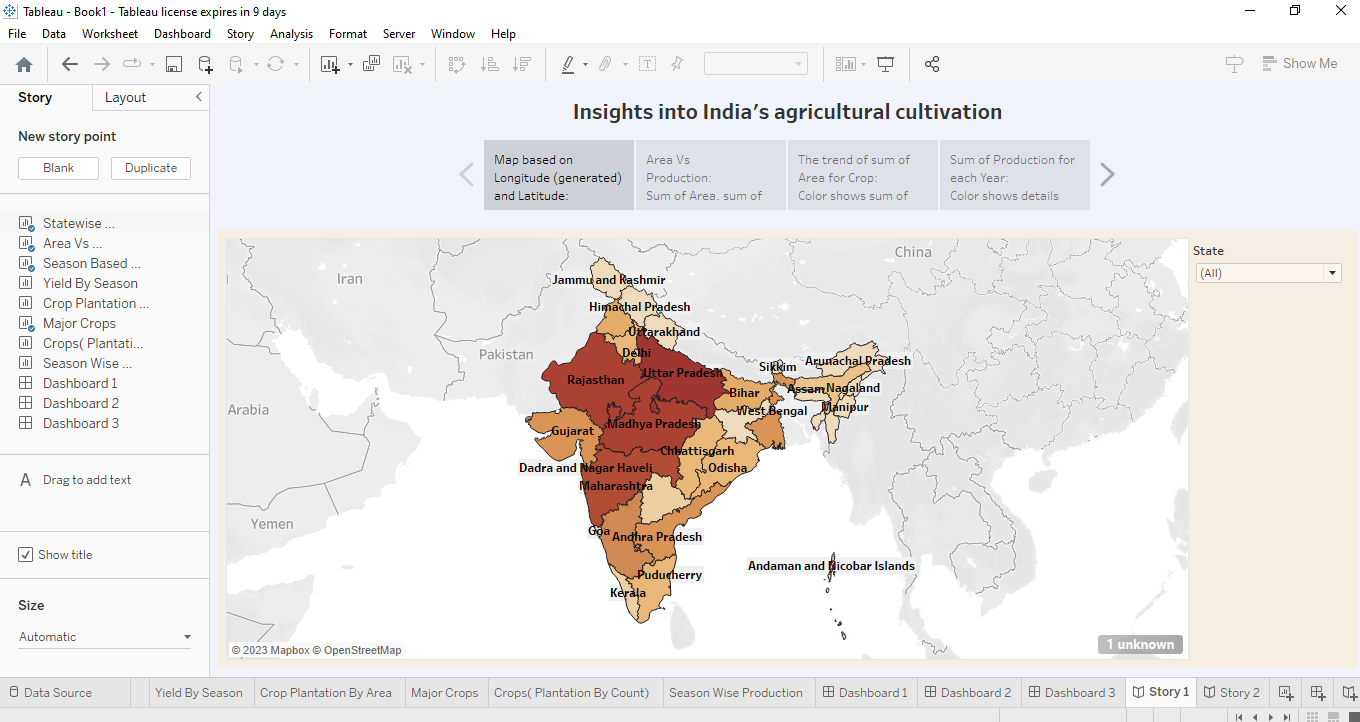 Tableau - Book1 - Tableau license expires in 9 days
File Data Worksheet Dashboard Story Analysis Format Server Window Help
Show Me
Story Layout
New story point
Blank Duplicate
Statewise ...
Area Vs ...
Season Based ...
Yield By Season
Crop Plantation ...
Major Crops
Crops( Plantati...
Season Wise ...
Dashboard 1
Dashboard 2
Dashboard 3
A Drag to add text
Show title
Size
Automatic
Insights into India's agricultural cultivation
Map based on
Longitude (generated)
and Latitude:
Area Vs
Production:
Sum of Area, sum of
The trend of sum of
Area for Crop:
Color shows sum of
Sum of Production for
each Year:
Color shows details
State
(All)
China
Iran
Jammu and Kashmir
Himachal Pradesh
Uttarakhand
Pakistan
Delhi
Arunachal Pradesh
Sikkim
Uttar Pradesh
Rajasthan
Assam
Nagaland
Bihar
Arabia
Manipur
West Bengal
Madhya Pradesh
Gujarat
Chhattisgarh
Dadra and Nagar Haveli
Odisha
Maharashtra
Yemen
Goa
Andhra Pradesh
Andaman and Nicobar Islands
Puducherry
Kerala
1 unknown
© 2023 Mapbox © OpenStreetMap
Data Source Yield By Season Crop Plantation By Area Major Crops Crops( Plantation By Count) Season Wise Production Dashboard 1 Dashboard 2 Dashboard 3 Story 1 Story 2